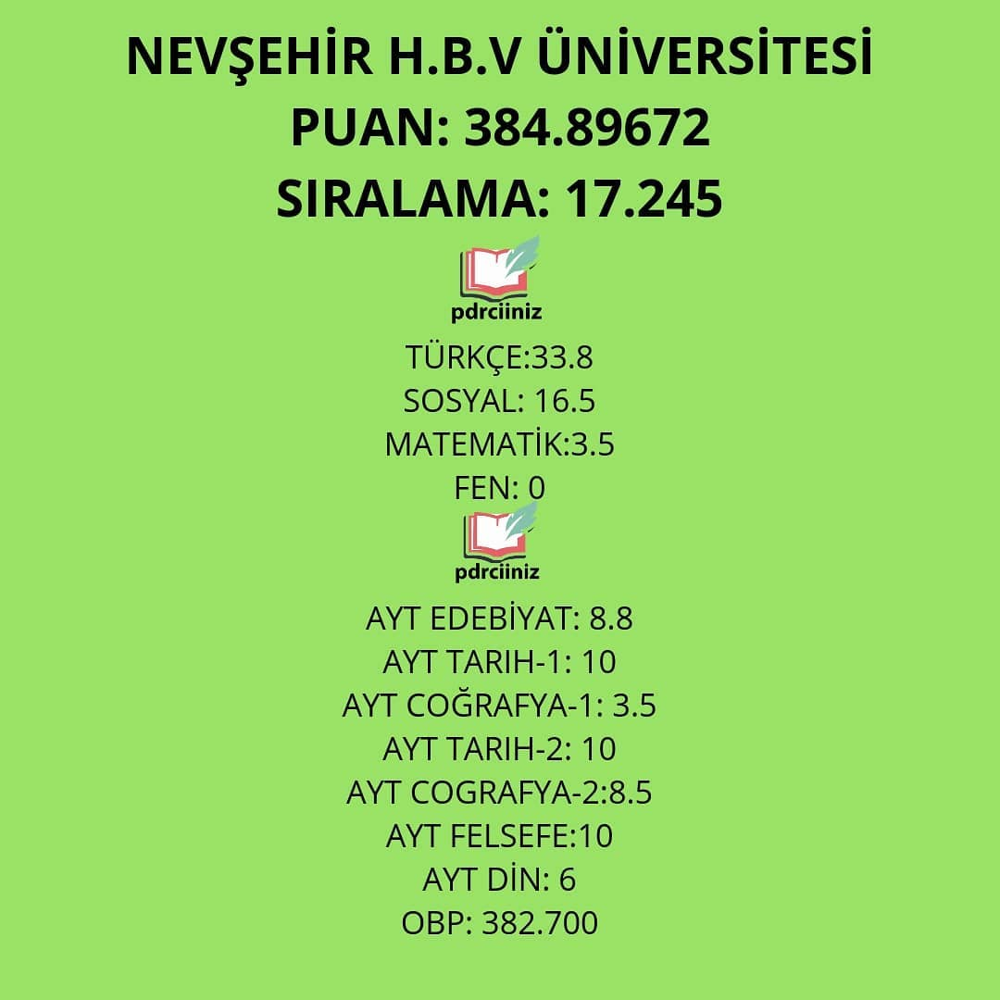 NEVŞEHİR H.B.V ÜNİVERSİTESİ
PUAN: 384.89672
SIRALAMA: 17.245
pdrciiniz
TÜRKÇE:33.8
SOSYAL: 16.5
MATEMATİK:3.5
FEN: 0
pdrciiniz
AYT EDEBİYAT: 8.8
AYT TARIH-1: 10
AYT COĞRAFYA-1: 3.5
AYT TARIH-2: 10
AYT COGRAFYA-2:8.5
AYT FELSEFE:10
AYT DİN: 6
OBP: 382.700